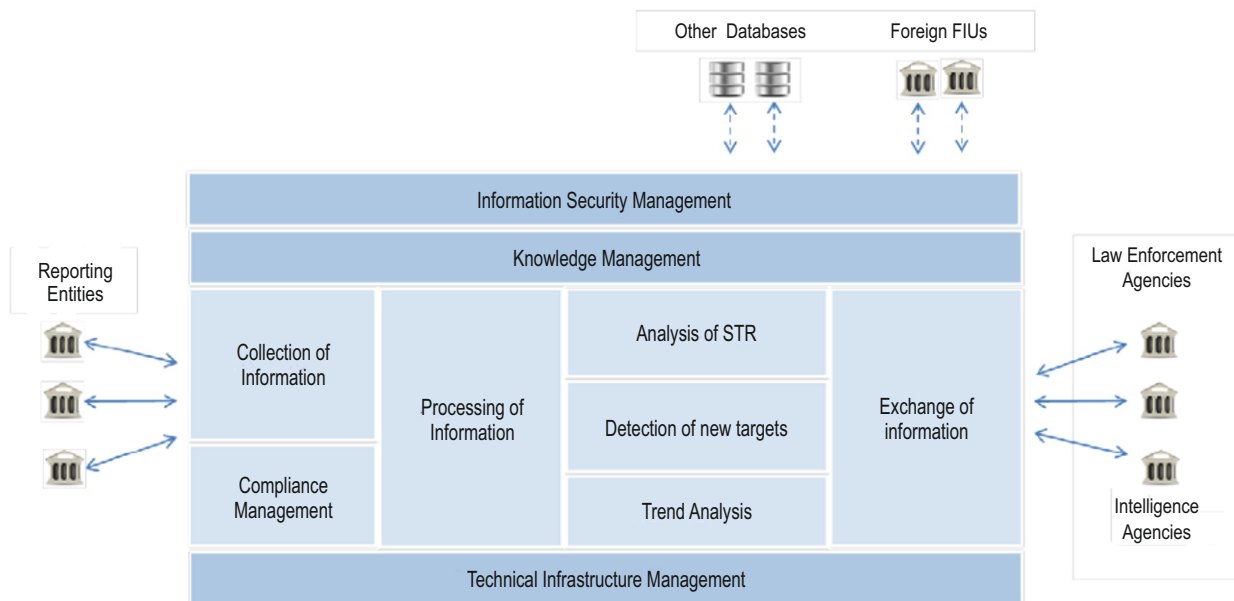 Other Databases
Foreign FIUs
Information Security Management
Knowledge Management
Reporting
Entities
Collection of
Information
Compliance
Management
Processing of
Information
Analysis of STR
Detection of new targets
Trend Analysis
Exchange of
information
Law Enforcement
Agencies
Intelligence
Agencies
Technical Infrastructure Management